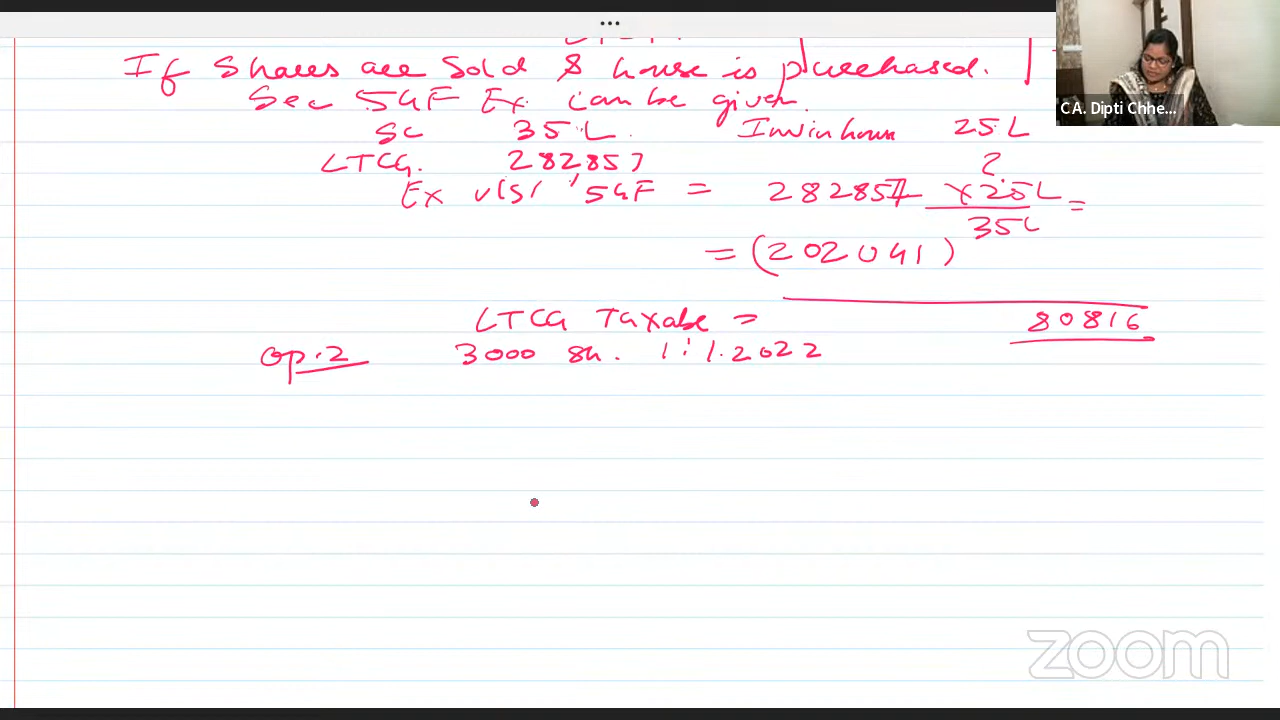 If Shares are Sold & house is purchased.
Sec 54F Ex. can be given.
SC 35 L. Inv in house 25 L
LTCG. 282857 ?
Ex u/s 54F = 282857 x 25L =
35L
= (202041)
LTCG Taxable = 80816
Op. 2 3000 Sh. 1.1.2022
C A. Dipti Chhe...
zoom